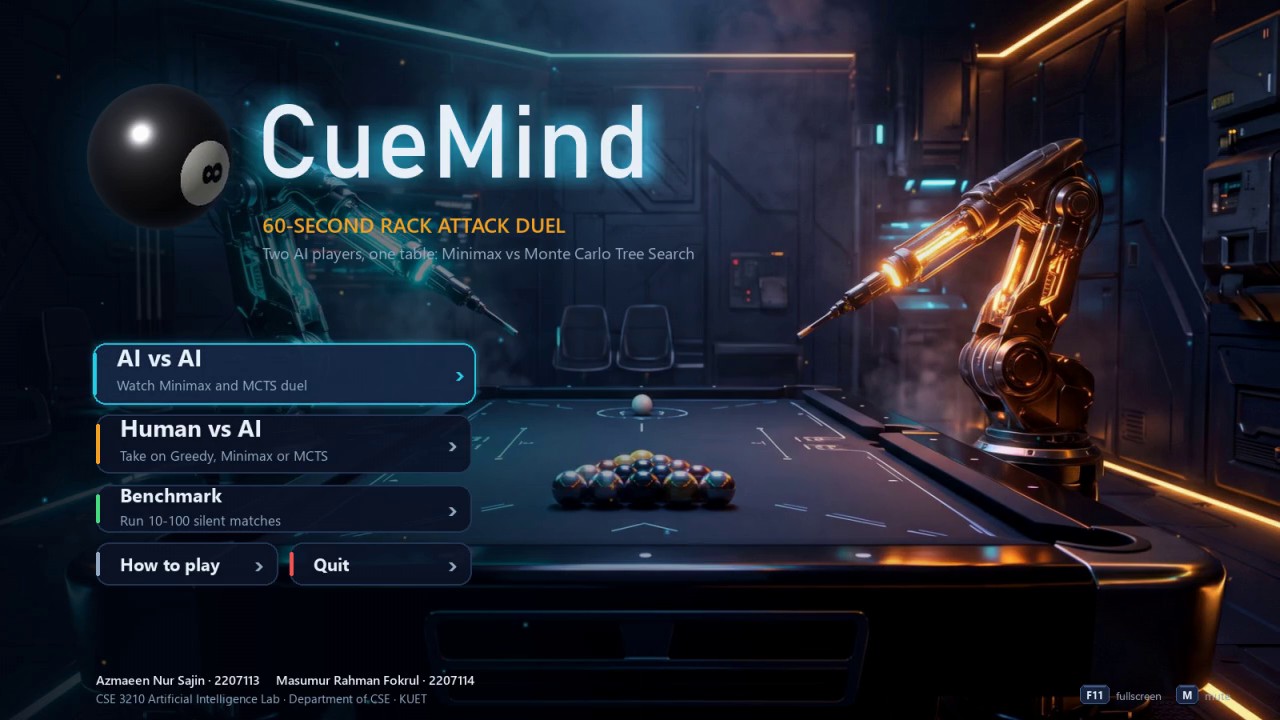 8
CueMind
60-SECOND RACK ATTACK DUEL
Two AI players, one table: Minimax vs Monte Carlo Tree Search
AI vs AI
Watch Minimax and MCTS duel
Human vs AI
Take on Greedy, Minimax or MCTS
Benchmark
Run 10-100 silent matches
How to play
Quit
Azmaeen Nur Sajin · 2207113 Masumur Rahman Fokrul · 2207114
CSE 3210 Artificial Intelligence Lab · Department of CSE · KUET
F11 fullscreen M mute